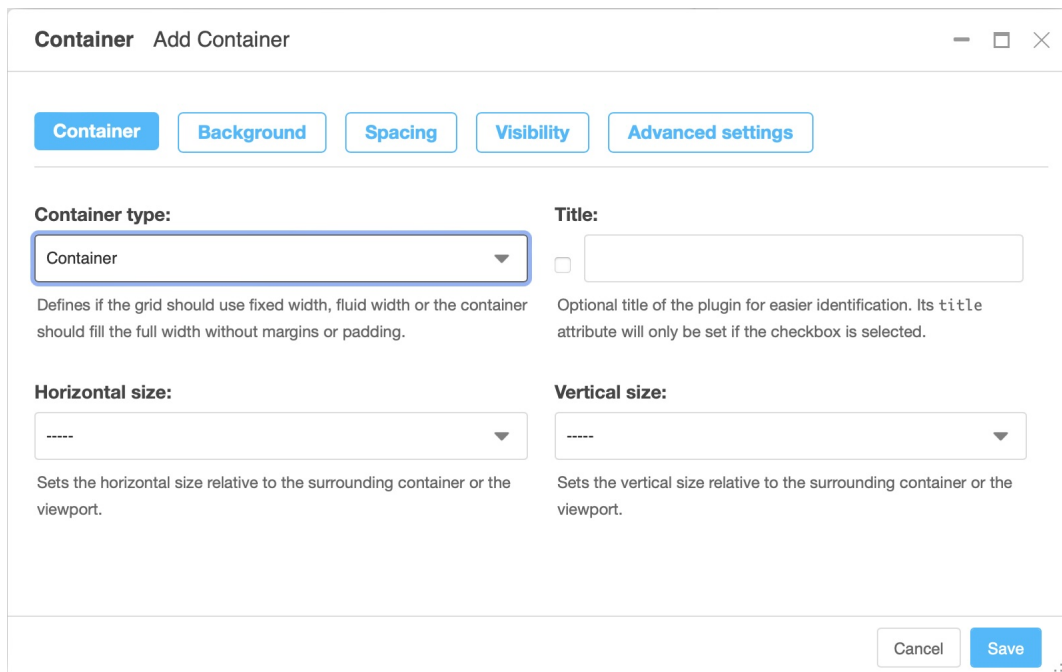 Container Add Container
Container Background Spacing Visibility Advanced settings
Container type:
Container
Defines if the grid should use fixed width, fluid width or the container
should fill the full width without margins or padding.
Title:
Optional title of the plugin for easier identification. Its title
attribute will only be set if the checkbox is selected.
Horizontal size:
-----
Sets the horizontal size relative to the surrounding container or the
viewport.
Vertical size:
-----
Sets the vertical size relative to the surrounding container or the
viewport.
Cancel Save